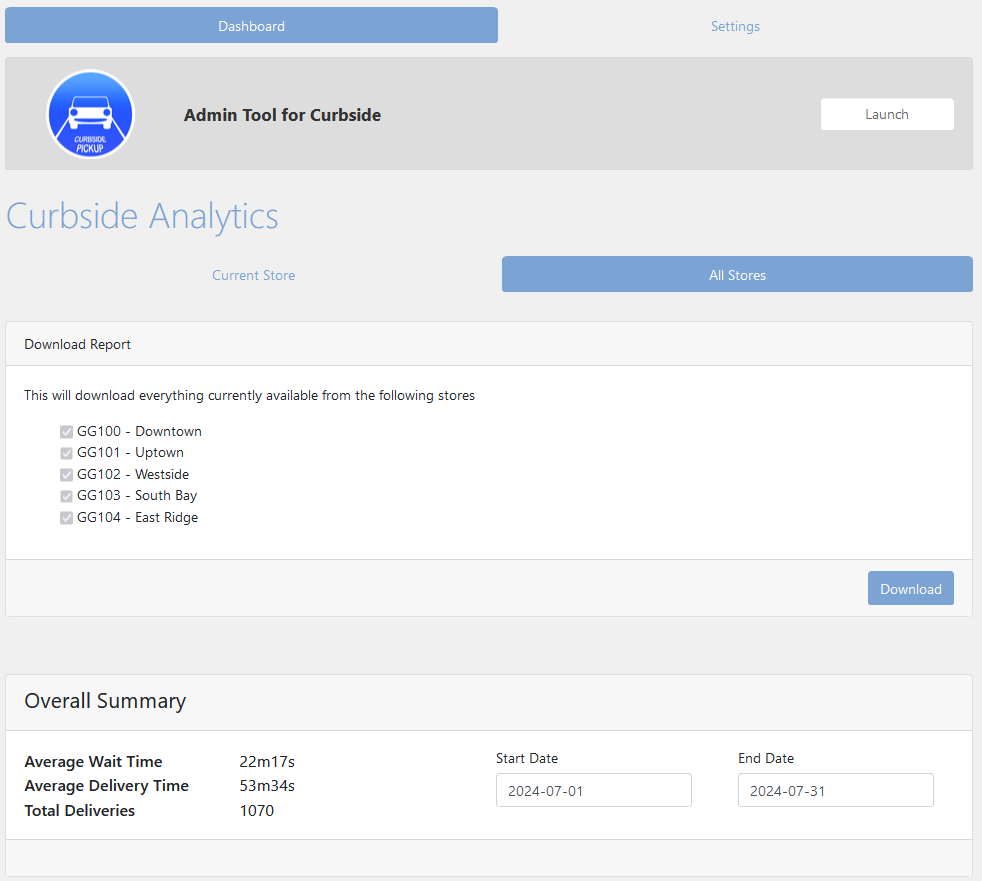 Dashboard Settings
CURBSIDE
PICKUP
Admin Tool for Curbside Launch
Curbside Analytics
Current Store All Stores
Download Report
This will download everything currently available from the following stores
GG100 - Downtown
GG101 - Uptown
GG102 - Westside
GG103 - South Bay
GG104 - East Ridge
Download
Overall Summary
Average Wait Time 22m17s
Average Delivery Time 53m34s
Total Deliveries 1070
Start Date End Date
2024-07-01 2024-07-31